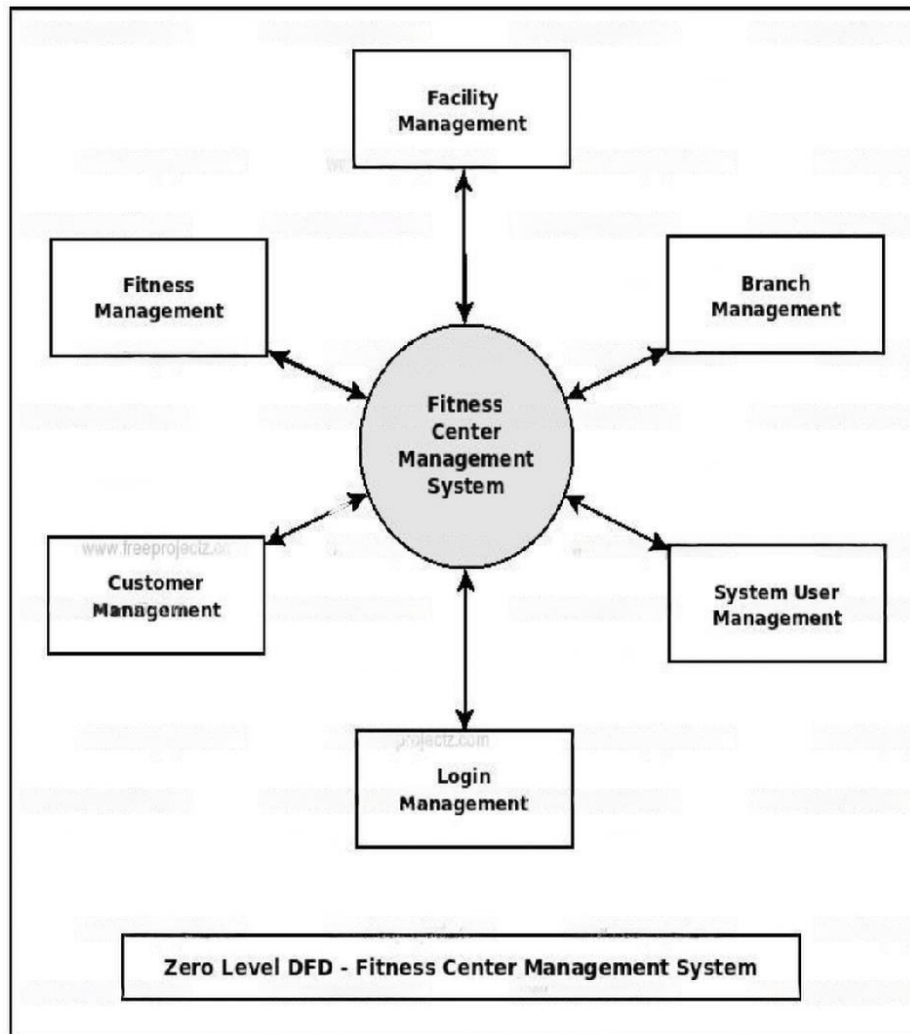 Facility
Management
Fitness
Management
Branch
Management
Fitness
Center
Management
System
www.freeprojectz.co
Customer
Management
System User
Management
projectz.com
Login
Management
Zero Level DFD - Fitness Center Management System